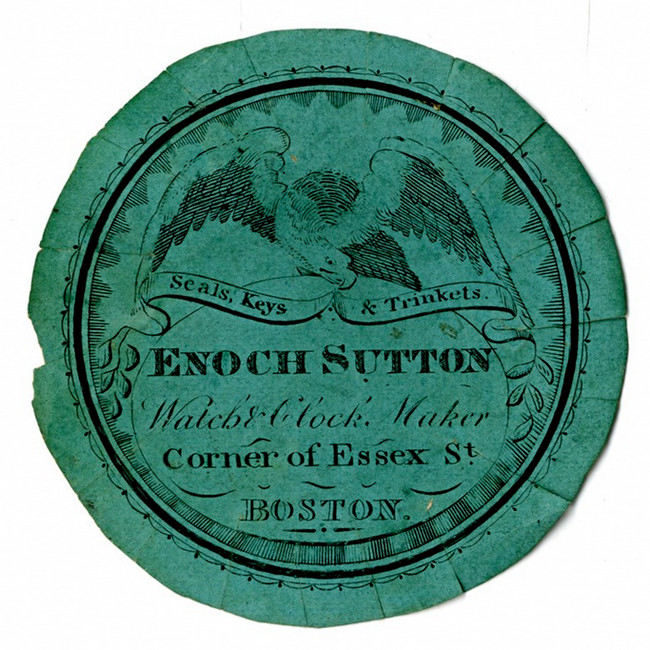 Seals, Keys & Trinkets.
ENOCH SUTTON
Watch & Clock Maker
Corner of Essex St
BOSTON.